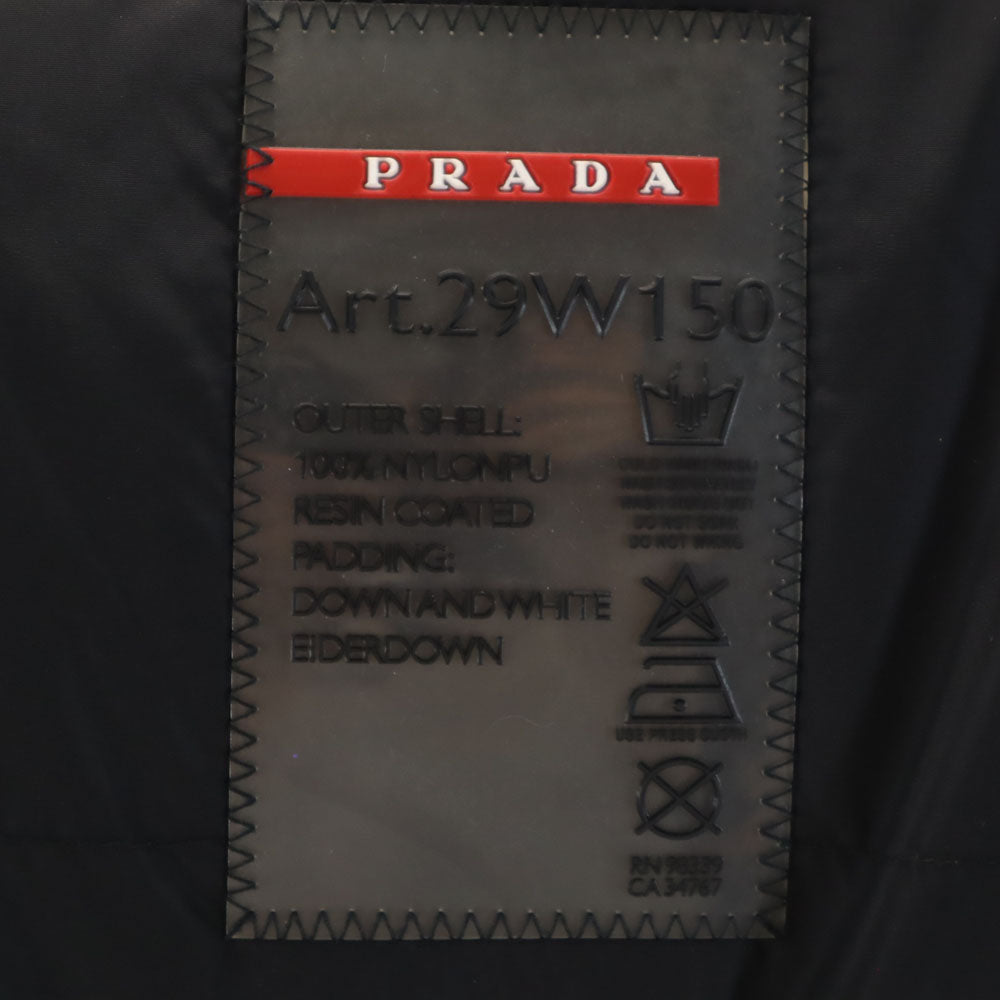 PRADA
Art.29W150
OUTER SHELL:
100% NYLONPU
RESIN COATED
PADDING:
DOWN AND WHITE
EIDERDOWN
DO NOT SOAK
DO NOT WRING
USE PRESS CLOTH
RN 98339
CA 34767